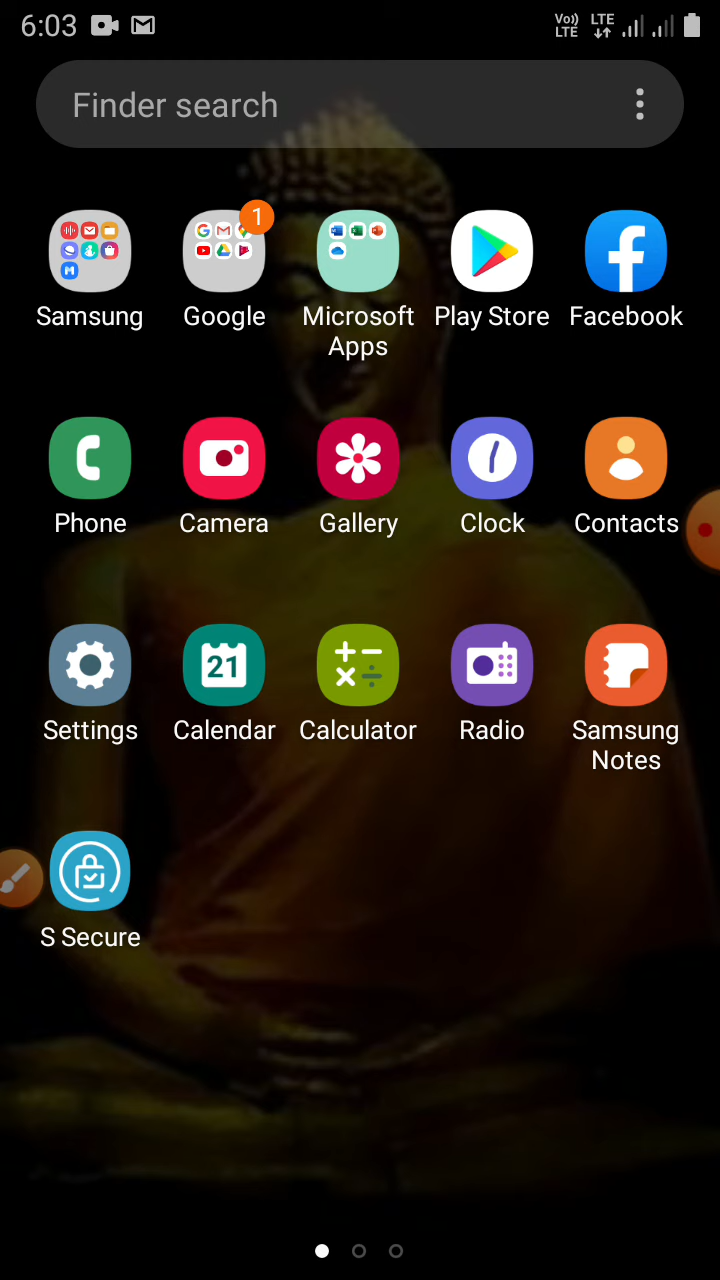 6:03
Vo)) LTE
LTE
Finder search
1
Samsung
Google
Microsoft
Apps
Play Store
Facebook
Phone
Camera
Gallery
Clock
Contacts
21
Settings
Calendar
Calculator
Radio
Samsung
Notes
S Secure